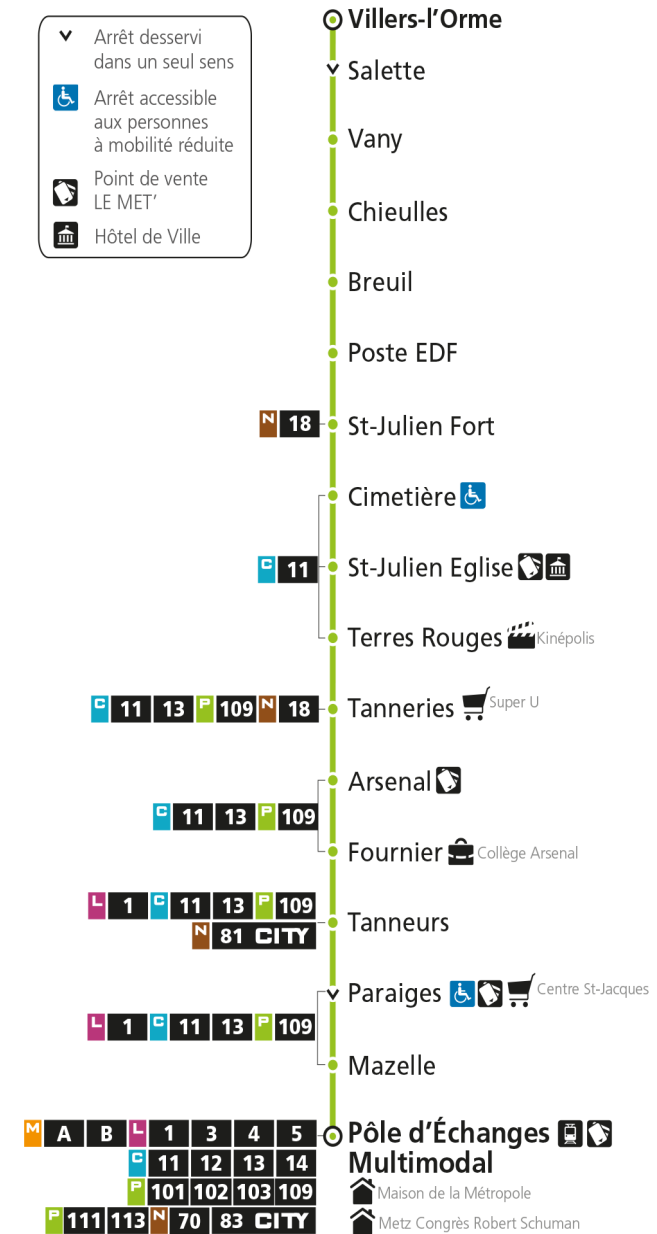 Arrêt desservi
dans un seul sens
Arrêt accessible
aux personnes
à mobilité réduite
Point de vente
LE MET’
Hôtel de Ville
Villers-l’Orme
Salette
Vany
Chieulles
Breuil
Poste EDF
N 18 St-Julien Fort
Cimetière
C 11 St-Julien Eglise
Terres Rouges Kinépolis
C 11 13 P 109 N 18 Tanneries Super U
Arsenal
C 11 13 P 109
Fournier Collège Arsenal
L 1 C 11 13 P 109
Tanneurs
N 81 CITY
Paraiges Centre St-Jacques
L 1 C 11 13 P 109
Mazelle
M A B L 1 3 4 5 Pôle d’Échanges
C 11 12 13 14 Multimodal
P 101 102 103 109 Maison de la Métropole
P 111 113 N 70 83 CITY Metz Congrès Robert Schuman